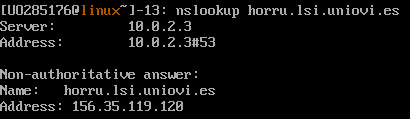 [UO285176@linux~]-13: nslookup horru.lsi.uniovi.es
Server:         10.0.2.3
Address:        10.0.2.3#53

Non-authoritative answer:
Name:   horru.lsi.uniovi.es
Address: 156.35.119.120